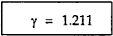 γ = 1.211